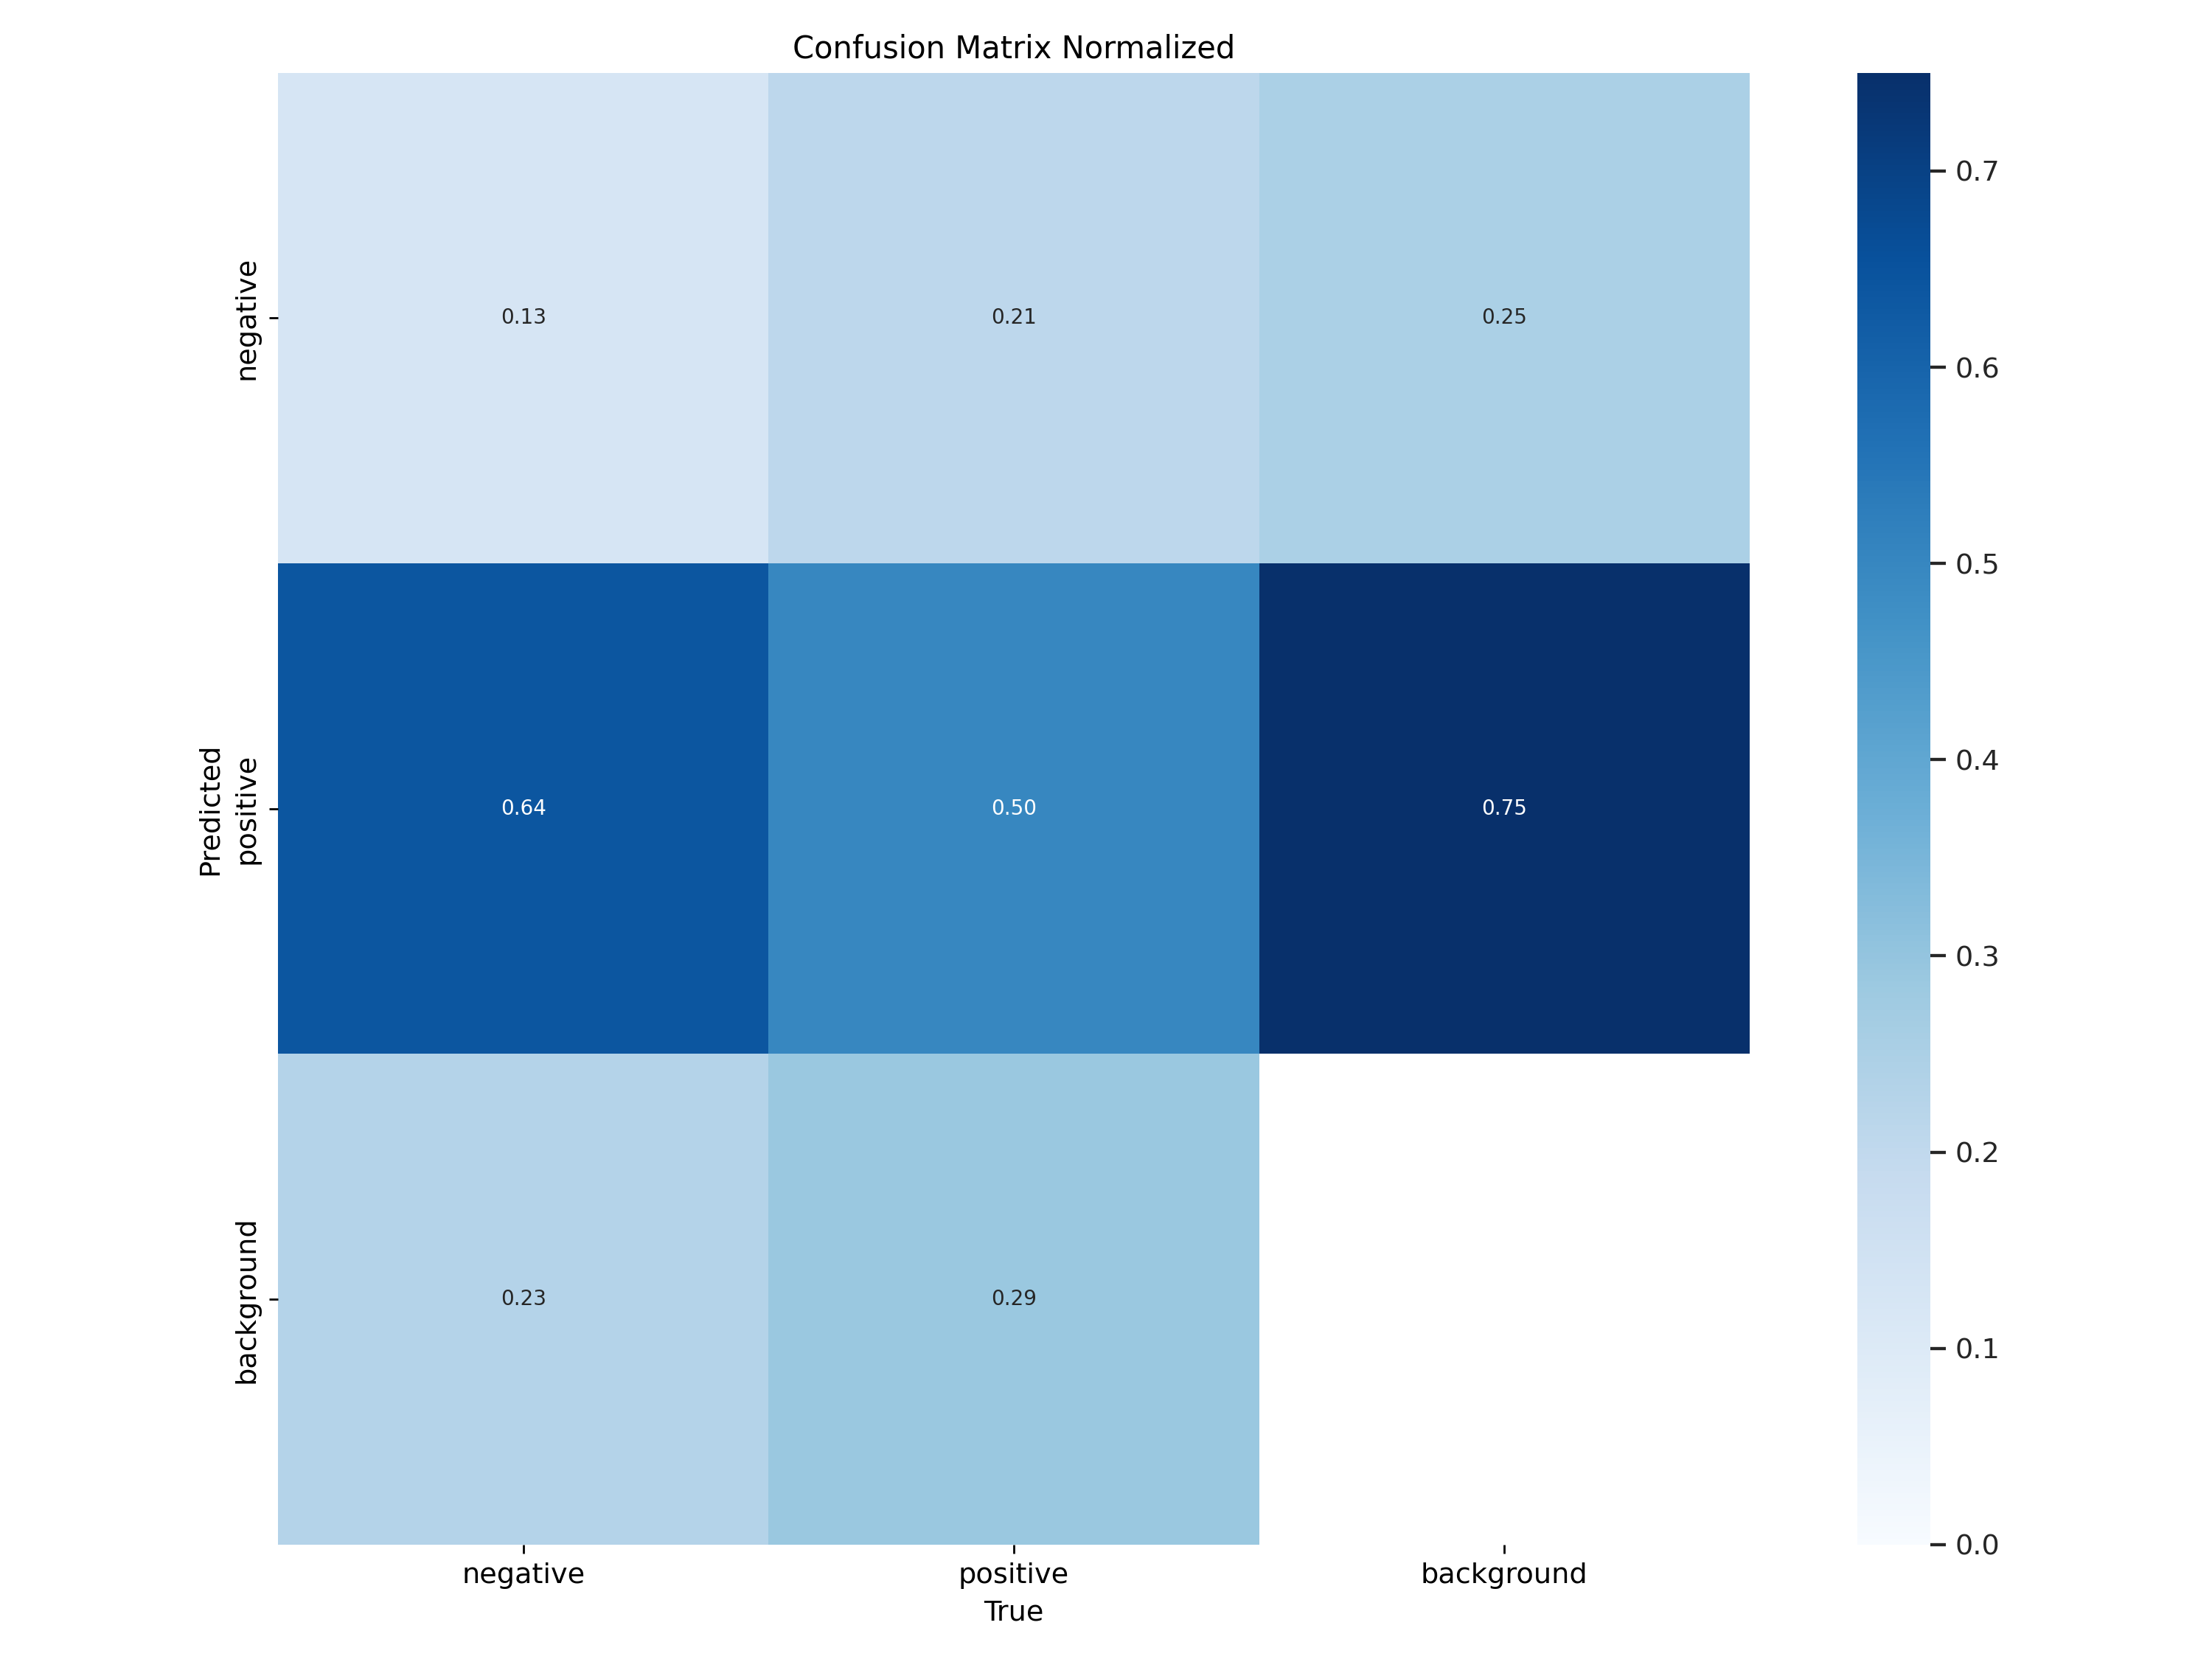 Confusion Matrix Normalized
negative
0.13 0.21 0.25
0.7
0.6
0.5
0.4
0.3
0.2
0.1
0.0
Predicted
positive
0.64 0.50 0.75
background
0.23 0.29
negative positive background
True